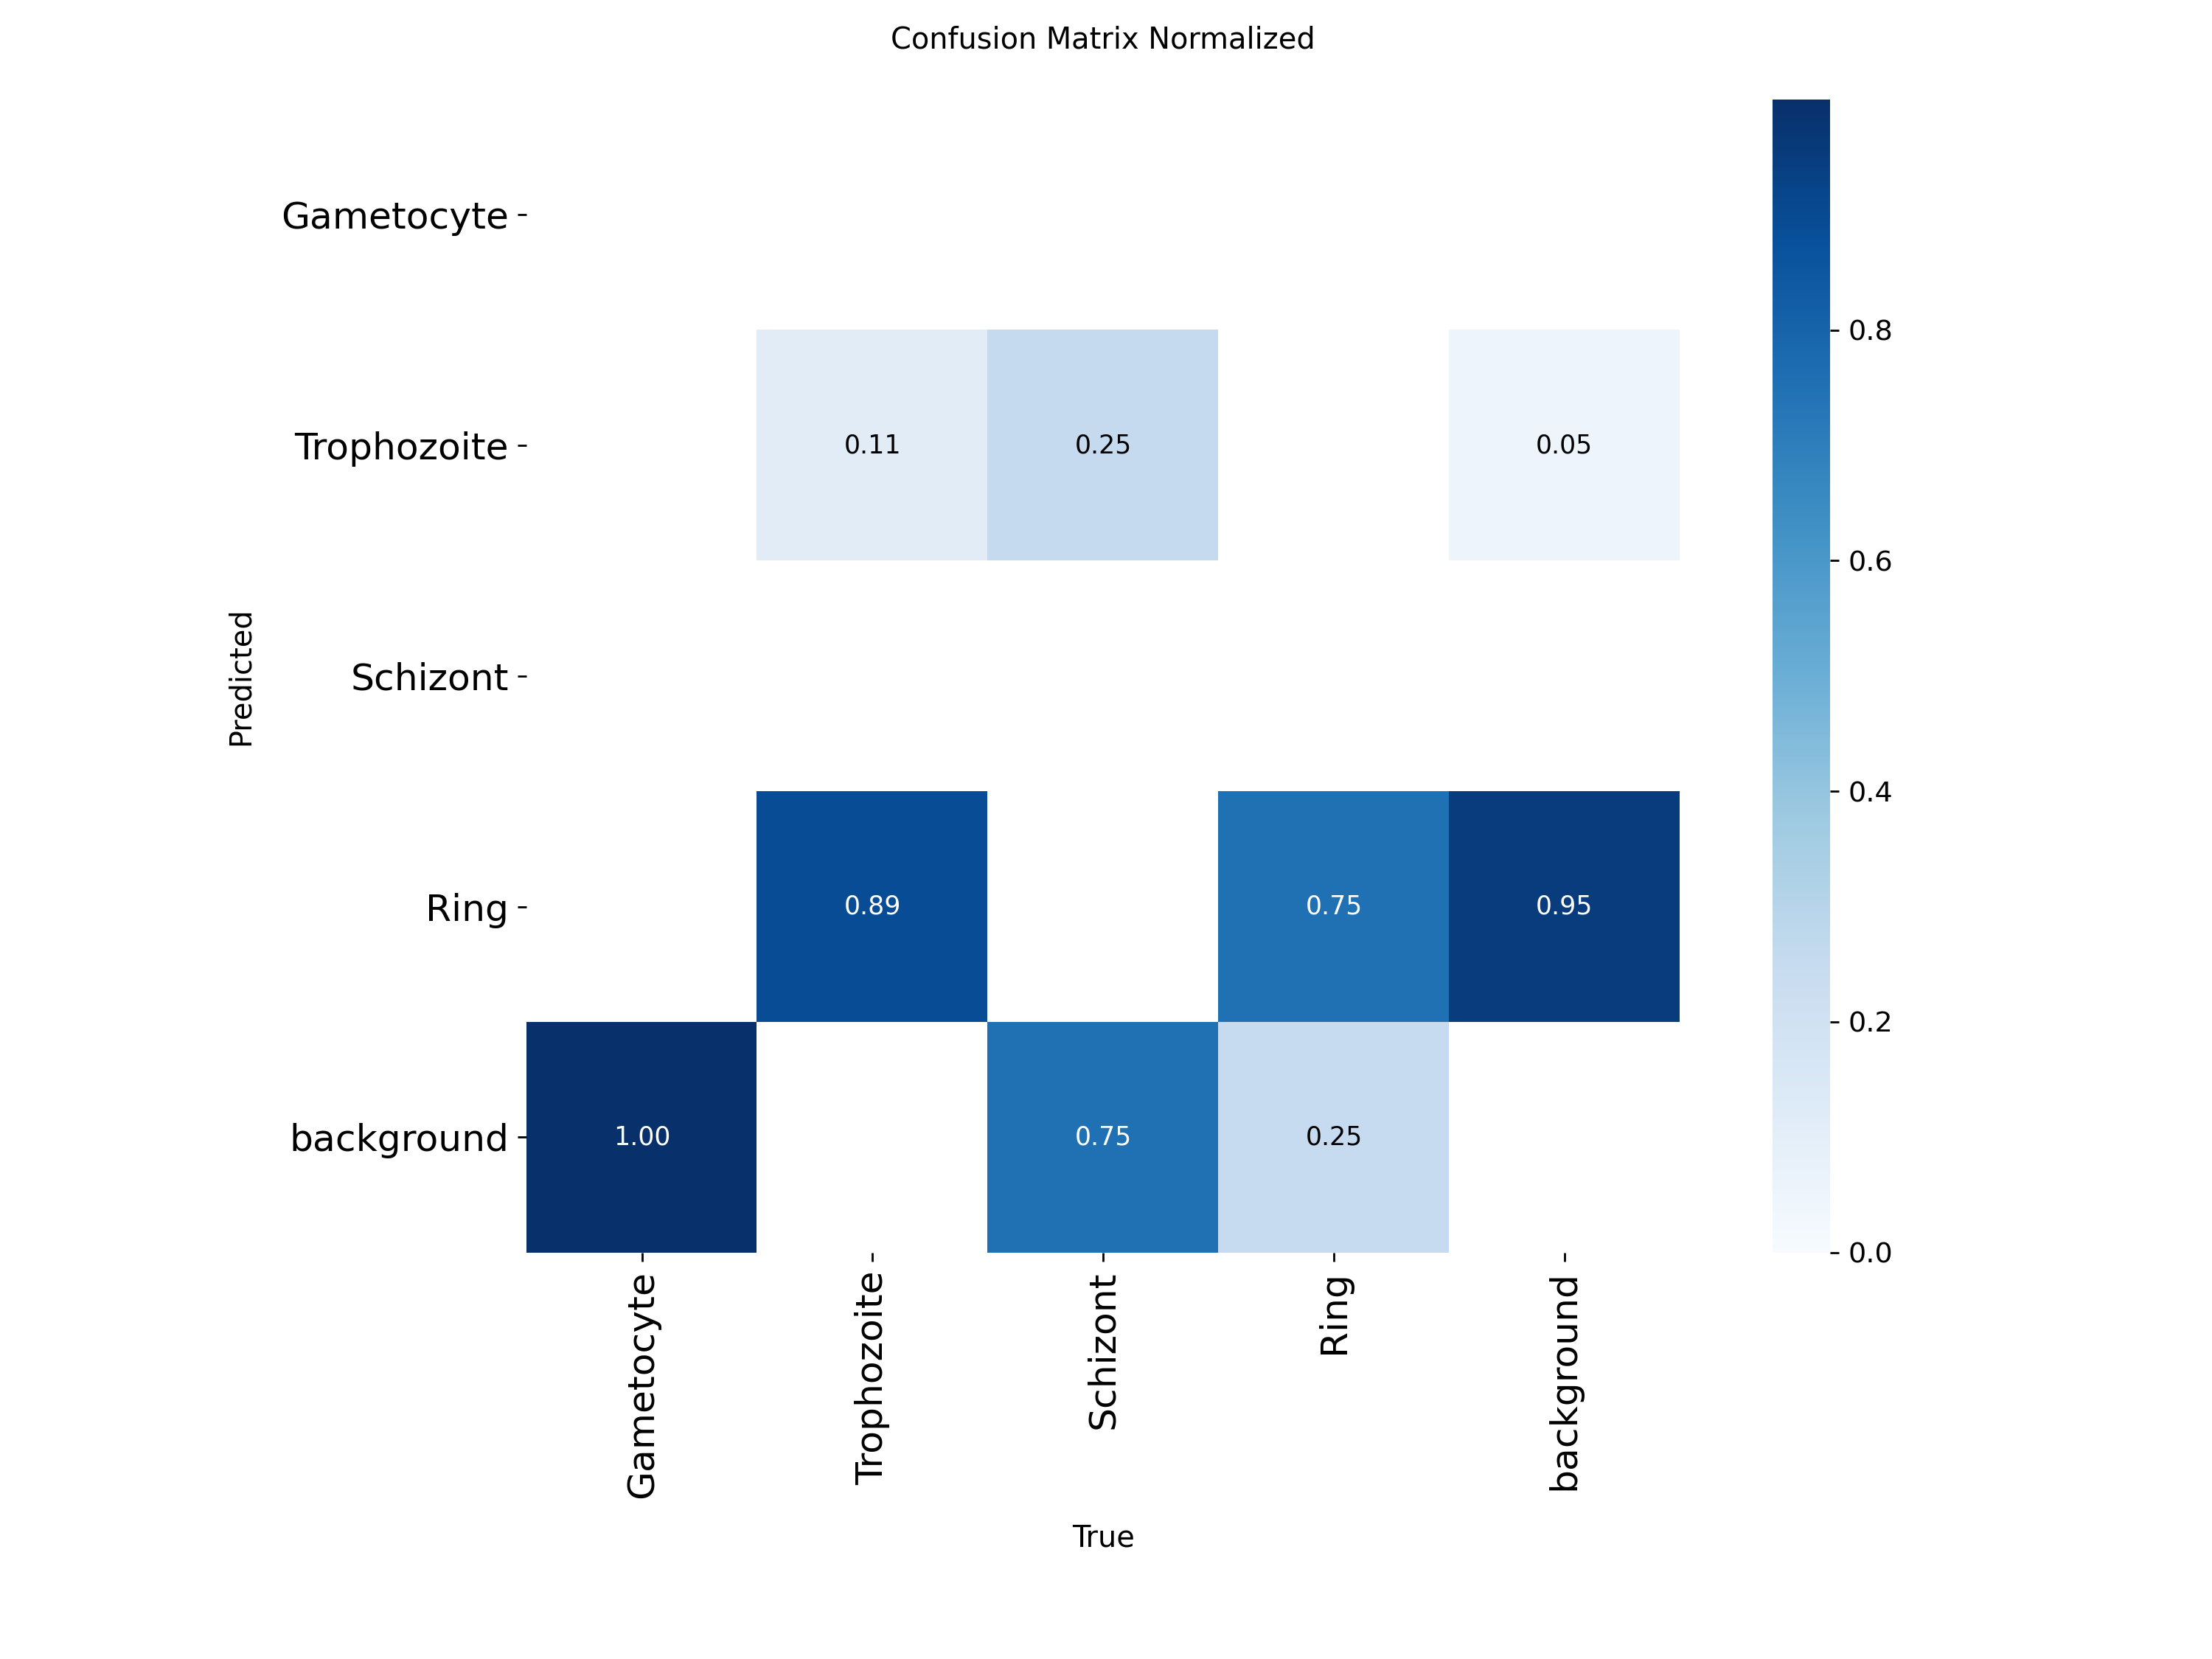 Confusion Matrix Normalized
Gametocyte
Trophozoite
Schizont
Ring
background
Predicted
0.11 0.25 0.05
0.89 0.75 0.95
1.00 0.75 0.25
Gametocyte
Trophozoite
Schizont
Ring
background
True
0.8
0.6
0.4
0.2
0.0